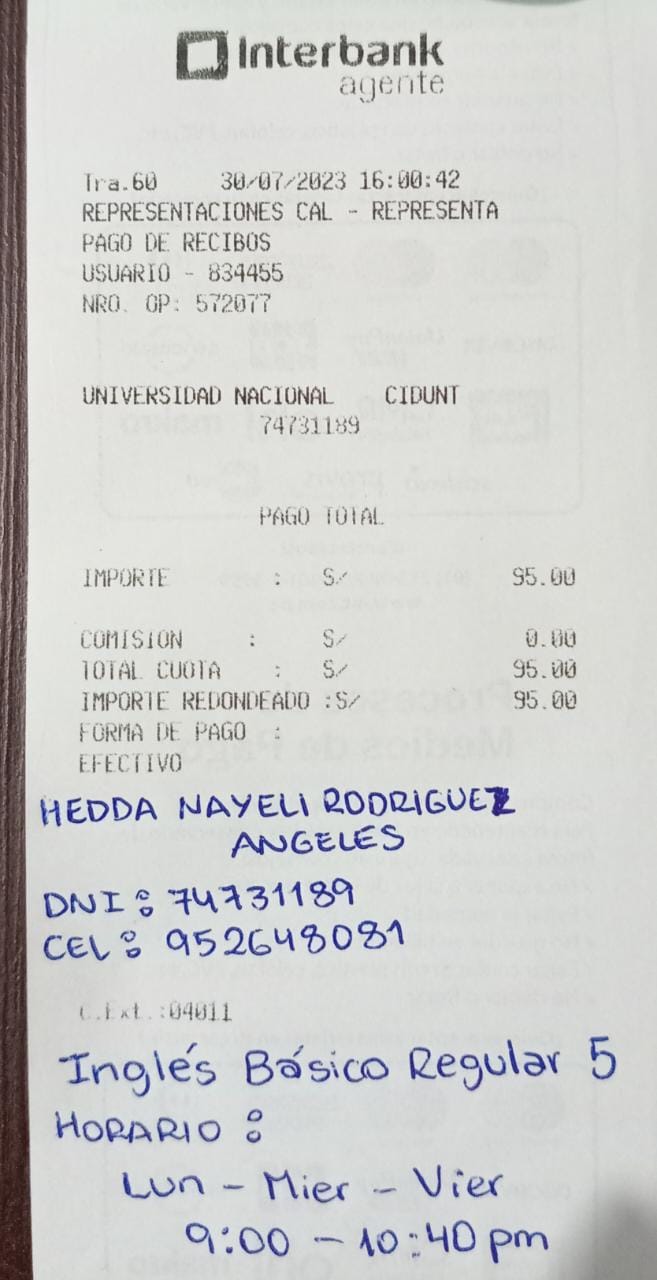 Interbank
agente
Tra.60 30/07/2023 16:00:42
REPRESENTACIONES CAL - REPRESENTA
PAGO DE RECIBOS
USUARIO - 834455
NRO. OP: 572077
UNIVERSIDAD NACIONAL CIDUNT
74731189
PAGO TOTAL
IMPORTE : S/ 95.00
COMISION : S/ 0.00
TOTAL CUOTA : S/ 95.00
IMPORTE REDONDEADO :S/ 95.00
FORMA DE PAGO :
EFECTIVO
HEDDA NAYELI RODRIGUEZ
ANGELES
DNI : 74731189
CEL : 952648081
C.Ext.:04011
Inglés Básico Regular 5
HORARIO :
Lun - Mier - Vier
9:00 - 10:40 pm